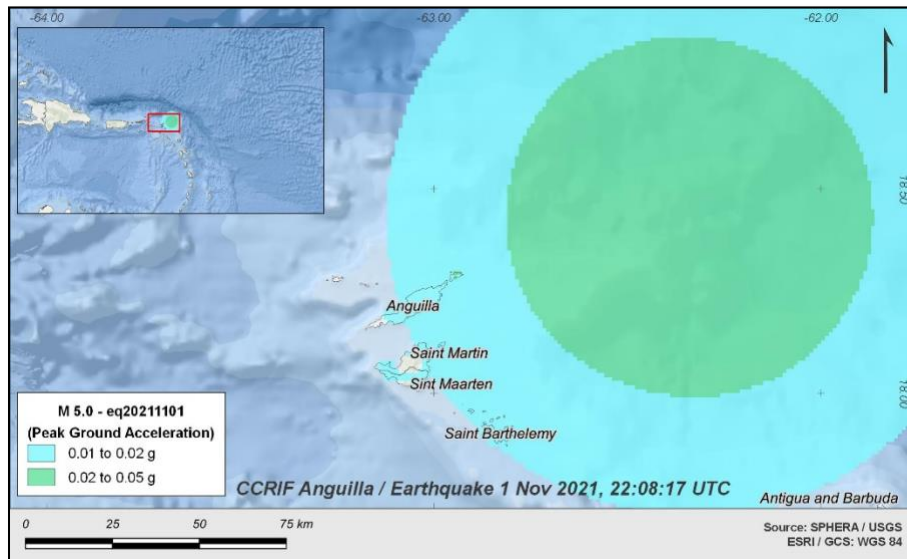 -64.00
-63.00
-62.00
18.50
Anguilla
Saint Martin
Sint Maarten
18.00
Saint Barthelemy
M 5.0 - eq20211101
(Peak Ground Acceleration)
0.01 to 0.02 g
0.02 to 0.05 g
CCRIF Anguilla / Earthquake 1 Nov 2021, 22:08:17 UTC
Antigua and Barbuda
0 25 50 75 km
Source: SPHERA / USGS
ESRI / GCS: WGS 84